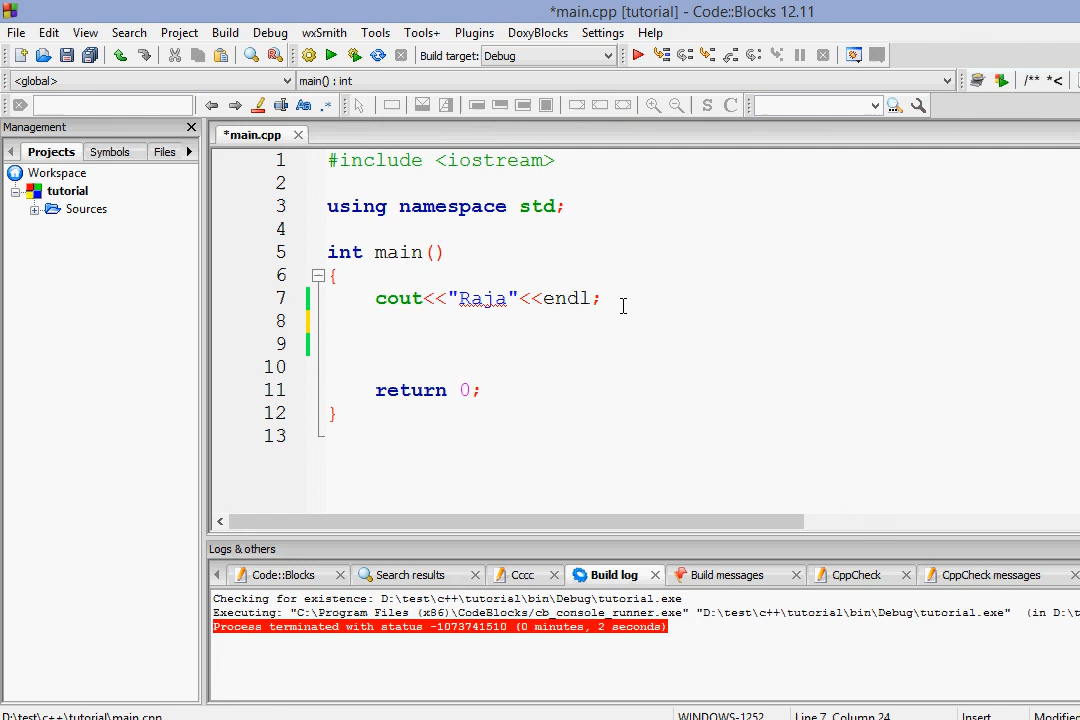 *main.cpp [tutorial] - Code::Blocks 12.11
File Edit View Search Project Build Debug wxSmith Tools Tools+ Plugins DoxyBlocks Settings Help
Build target: Debug
<global> main() : int /** *<
Aa .* S C
Management
Projects Symbols Files
Workspace
tutorial
Sources
*main.cpp
1 #include <iostream>
2
3 using namespace std;
4
5 int main()
6 {
7 cout<<"Raja"<<endl;
8
9
10
11 return 0;
12 }
13
Logs & others
Code::Blocks Search results Cccc Build log Build messages CppCheck CppCheck messages
Checking for existence: D:\test\c++\tutorial\bin\Debug\tutorial.exe
Executing: "C:\Program Files (x86)\CodeBlocks/cb_console_runner.exe" "D:\test\c++\tutorial\bin\Debug\tutorial.exe" (in D:\t
Process terminated with status -1073741510 (0 minutes, 2 seconds)
D:\test\c++\tutorial\main.cpp WINDOWS-1252 Line 7, Column 24 Insert Modified